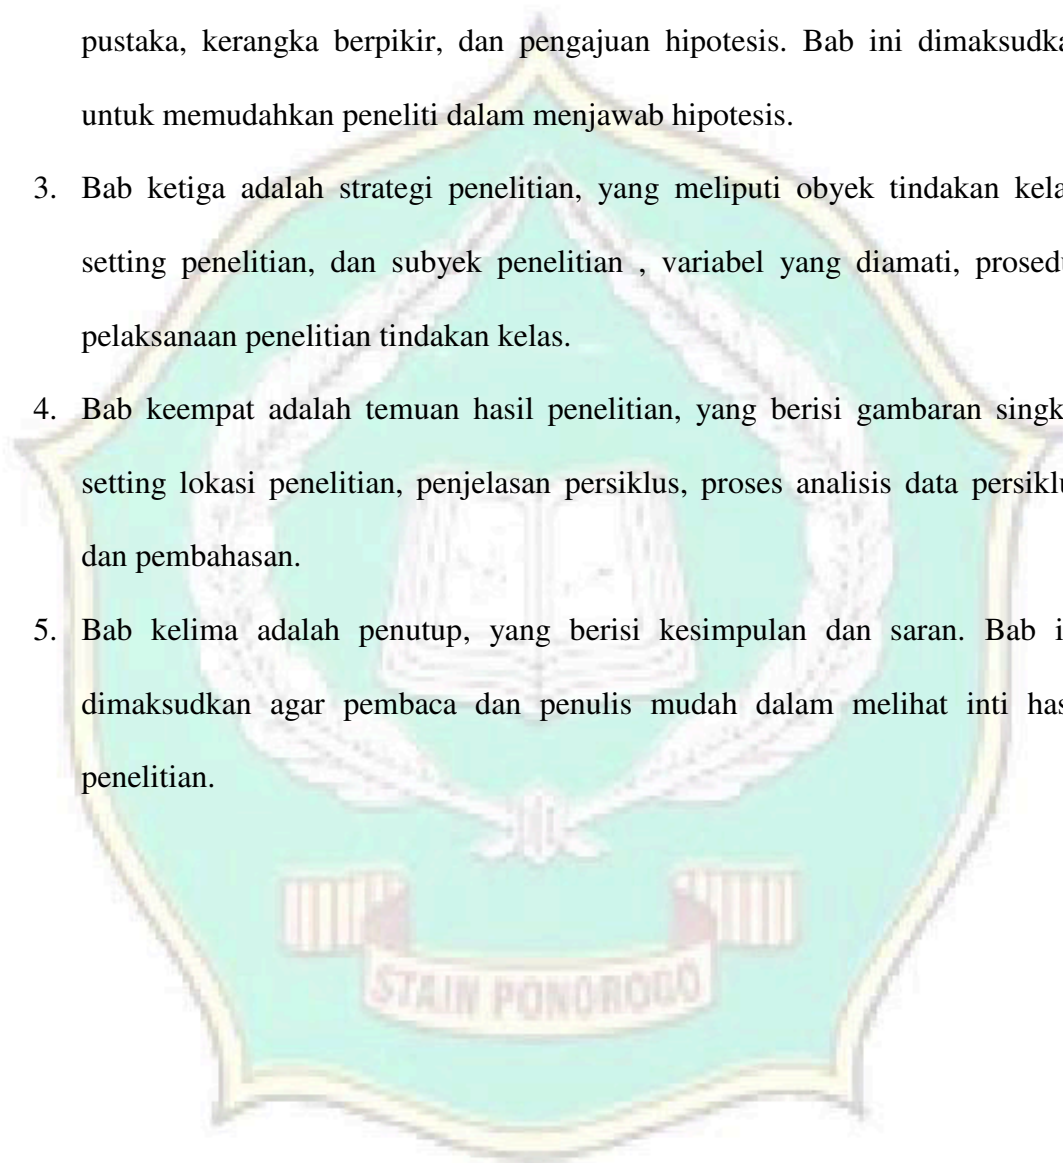 pustaka, kerangka berpikir, dan pengajuan hipotesis. Bab ini dimaksudka
untuk memudahkan peneliti dalam menjawab hipotesis.
3. Bab ketiga adalah strategi penelitian, yang meliputi obyek tindakan kela
setting penelitian, dan subyek penelitian , variabel yang diamati, prosedu
pelaksanaan penelitian tindakan kelas.
4. Bab keempat adalah temuan hasil penelitian, yang berisi gambaran singk
setting lokasi penelitian, penjelasan persiklus, proses analisis data persiklu
dan pembahasan.
5. Bab kelima adalah penutup, yang berisi kesimpulan dan saran. Bab i
dimaksudkan agar pembaca dan penulis mudah dalam melihat inti has
penelitian.
STAIN PONOROGO